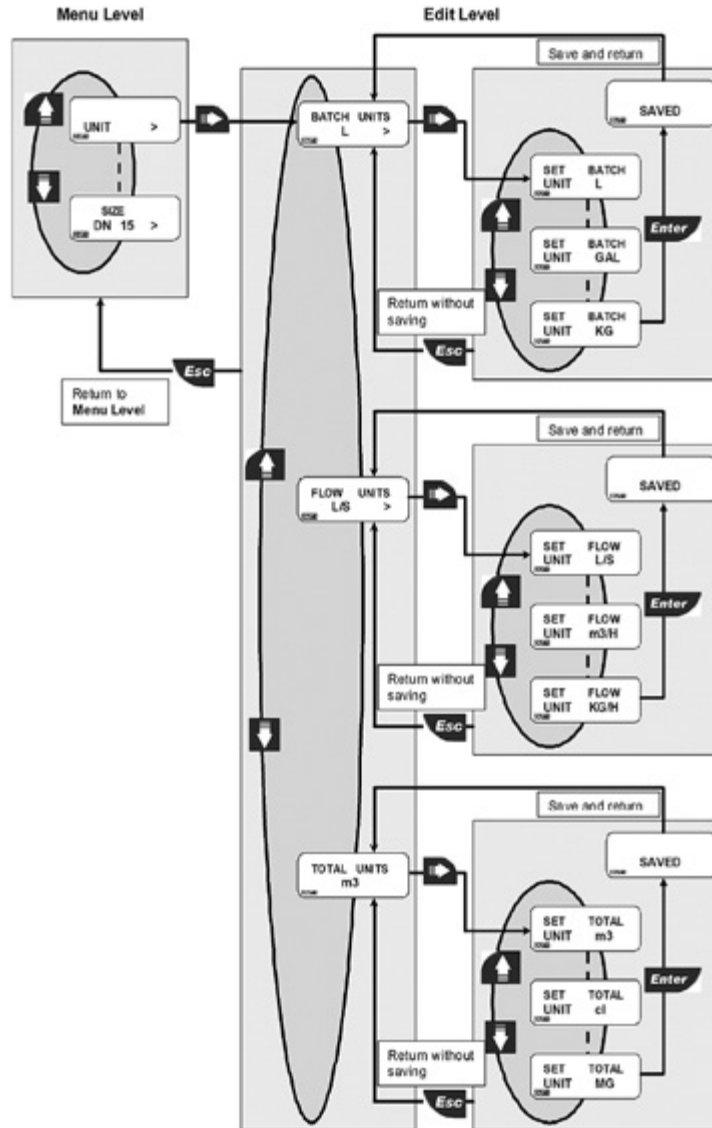 Menu Level
Edit Level
Save and return
UNIT >
BATCH UNITS
L >
SAVED
SIZE
DN 15 >
SET BATCH
UNIT L
SET BATCH
UNIT GAL
Enter
SET BATCH
UNIT KG
Return without
saving
Esc
Esc
Return to
Menu Level
Save and return
FLOW UNITS
L/S >
SAVED
SET FLOW
UNIT L/S
SET FLOW
UNIT m3/H
Enter
SET FLOW
UNIT KG/H
Return without
saving
Esc
Save and return
TOTAL UNITS
m3
SAVED
SET TOTAL
UNIT m3
SET TOTAL
UNIT cl
Enter
SET TOTAL
UNIT MG
Return without
saving
Esc